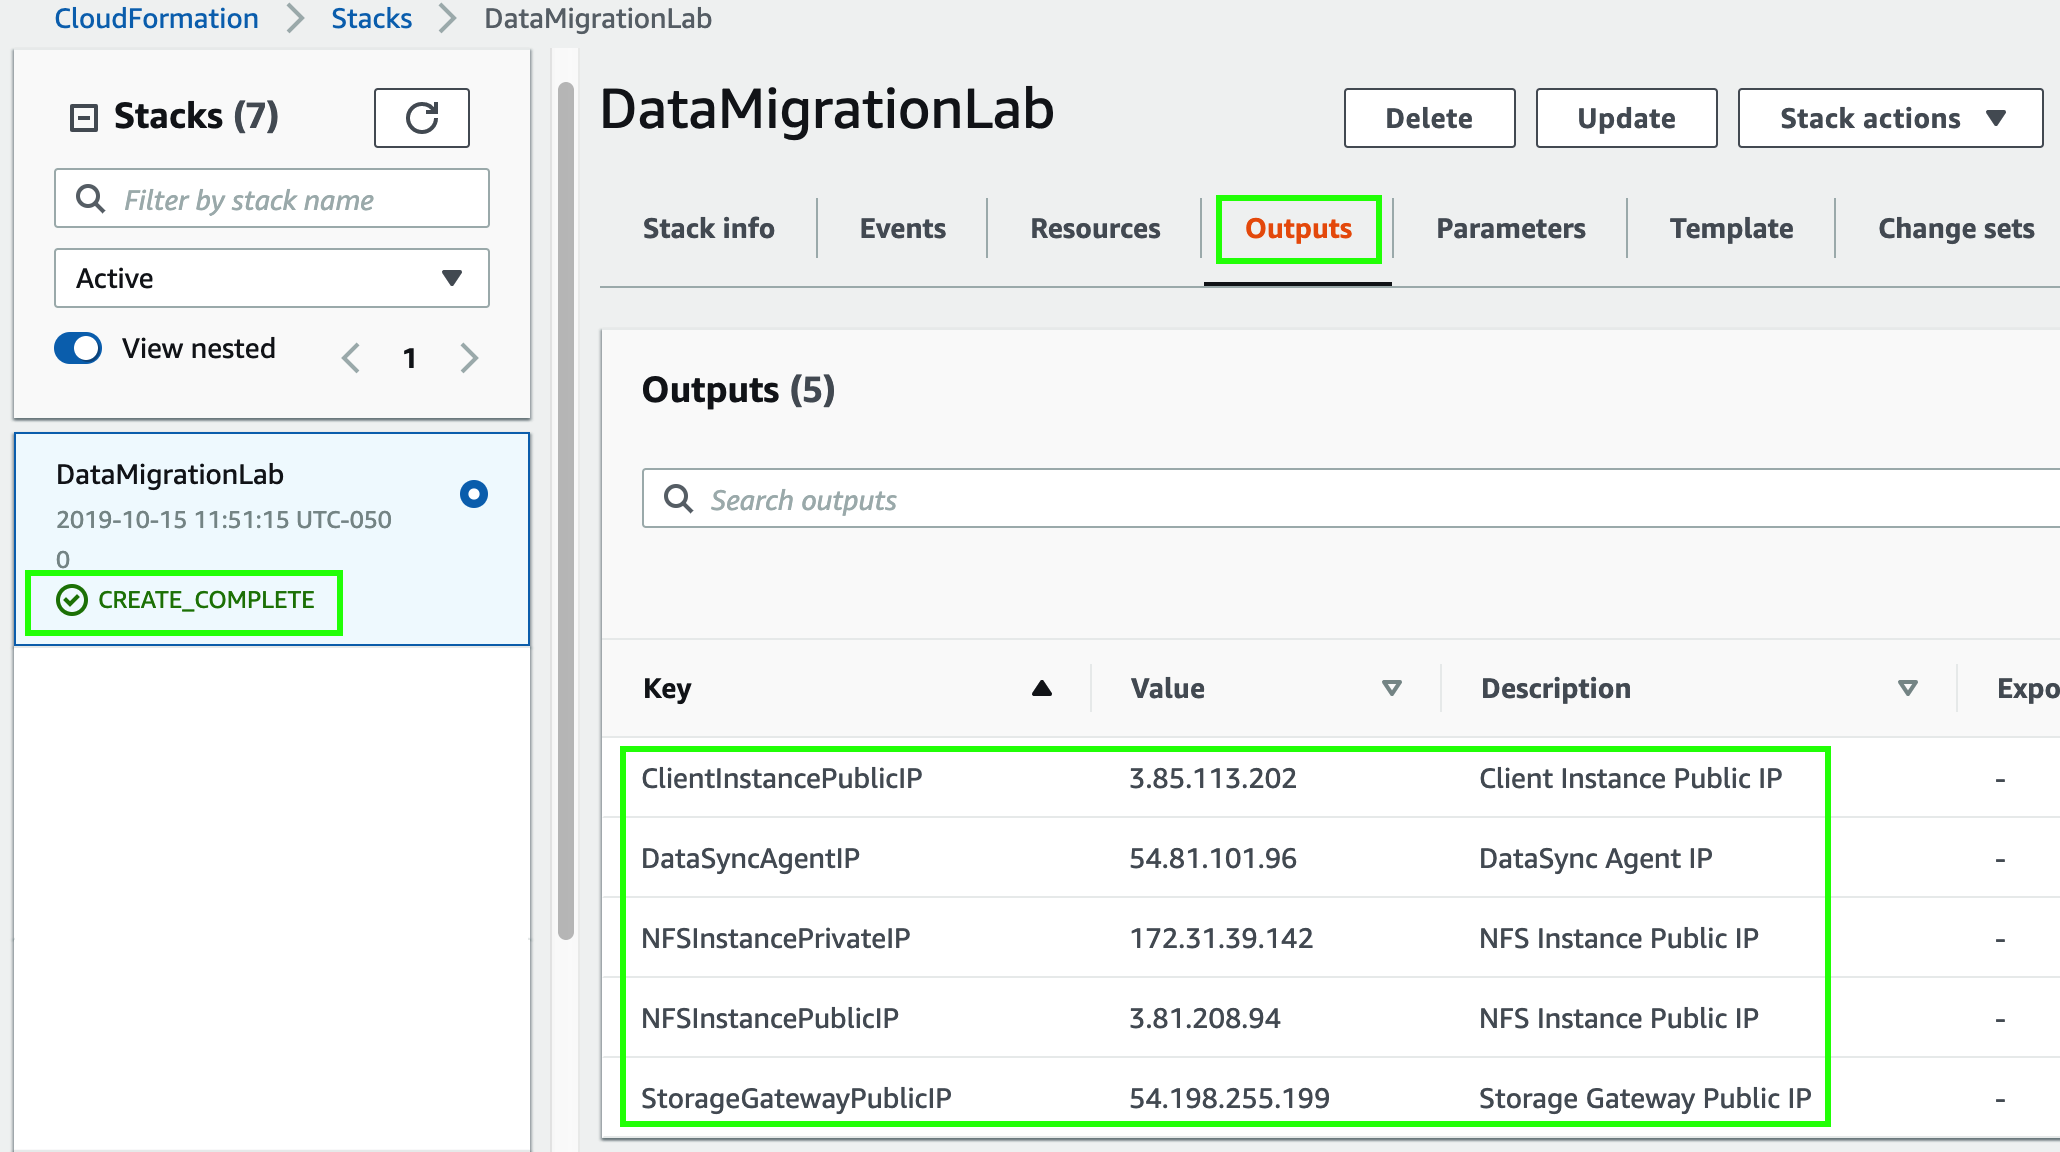 CloudFormation Stacks DataMigrationLab
Stacks (7)
Filter by stack name
Active
View nested 1
DataMigrationLab
2019-10-15 11:51:15 UTC-050
0
CREATE_COMPLETE
DataMigrationLab
Delete Update Stack actions
Stack info Events Resources Outputs Parameters Template Change sets
Outputs (5)
Search outputs
Key Value Description Expo
ClientInstancePublicIP 3.85.113.202 Client Instance Public IP -
DataSyncAgentIP 54.81.101.96 DataSync Agent IP -
NFSInstancePrivateIP 172.31.39.142 NFS Instance Public IP -
NFSInstancePublicIP 3.81.208.94 NFS Instance Public IP -
StorageGatewayPublicIP 54.198.255.199 Storage Gateway Public IP -